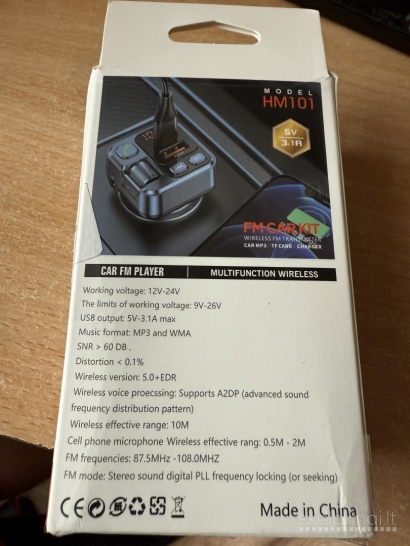 MODEL
HM101
5V
3.1A
FM CAR KIT
WIRELESS FM TRANSMITTER
CAR MP3 TF CARD CHARGER
CAR FM PLAYER
MULTIFUNCTION WIRELESS
Working voltage: 12V-24V
The limits of working voltage: 9V-26V
USB output: 5V-3.1A max
Music format: MP3 and WMA
SNR > 60 DB .
Distortion < 0.1%
Wireless version: 5.0+EDR
Wireless voice proecssing: Supports A2DP (advanced sound
frequency distribution pattern)
Wireless effective range: 10M
Cell phone microphone Wireless effective rang: 0.5M - 2M
FM frequencies: 87.5MHZ -108.0MHZ
FM mode: Stereo sound digital PLL frequency locking (or seeking)
CE
Made in China